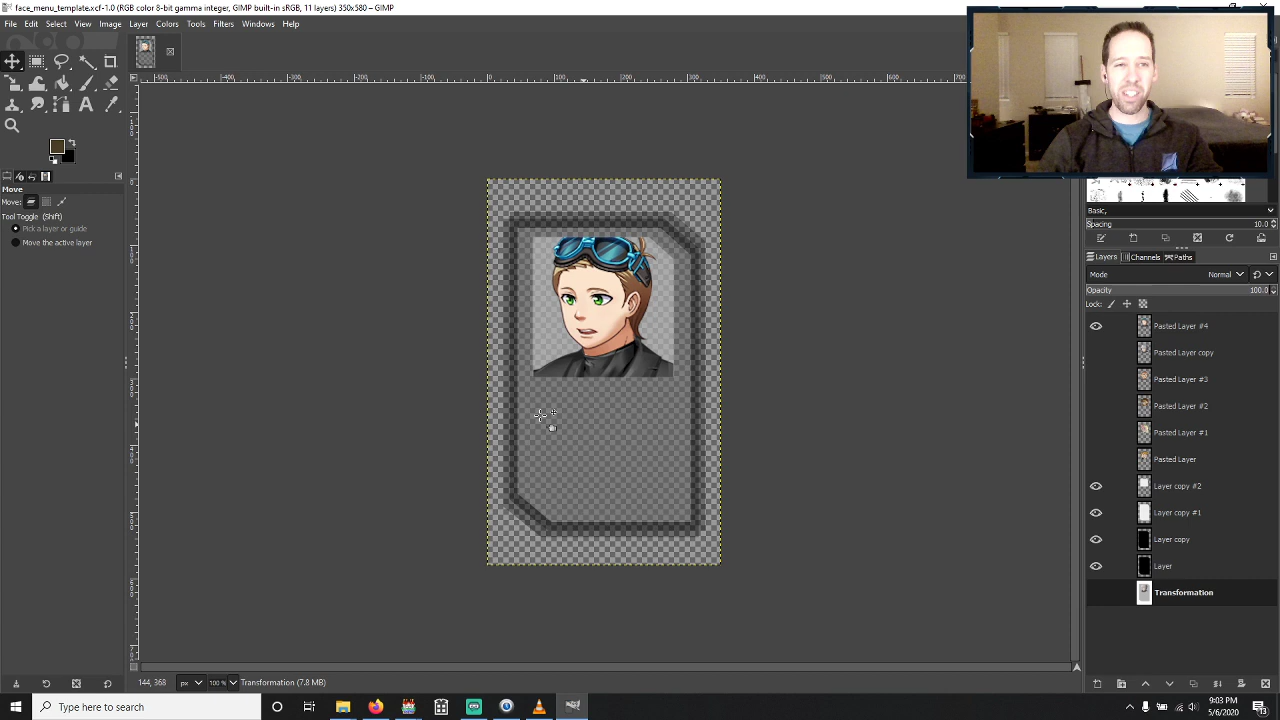 face_menu_template.xcf-1.0 (RGB color 8-bit gamma integer, GIMP built-in sRGB, 11 layers) 350x580 – GIMP
File Edit Select View Image Layer Colors Tools Filters Windows Help
Move
Tool Toggle (Shift)
Pick a layer or guide
Move the active layer
Basic,
Spacing 10.0
Layers Channels Paths
Mode Normal
Opacity 100.0
Lock:
Pasted Layer #4
Pasted Layer copy
Pasted Layer #3
Pasted Layer #2
Pasted Layer #1
Pasted Layer
Layer copy #2
Layer copy #1
Layer copy
Layer
Transformation
144, 368 px 100 % Transformation (7.8 MB)
Type here to search
9:03 PM
5/6/2020